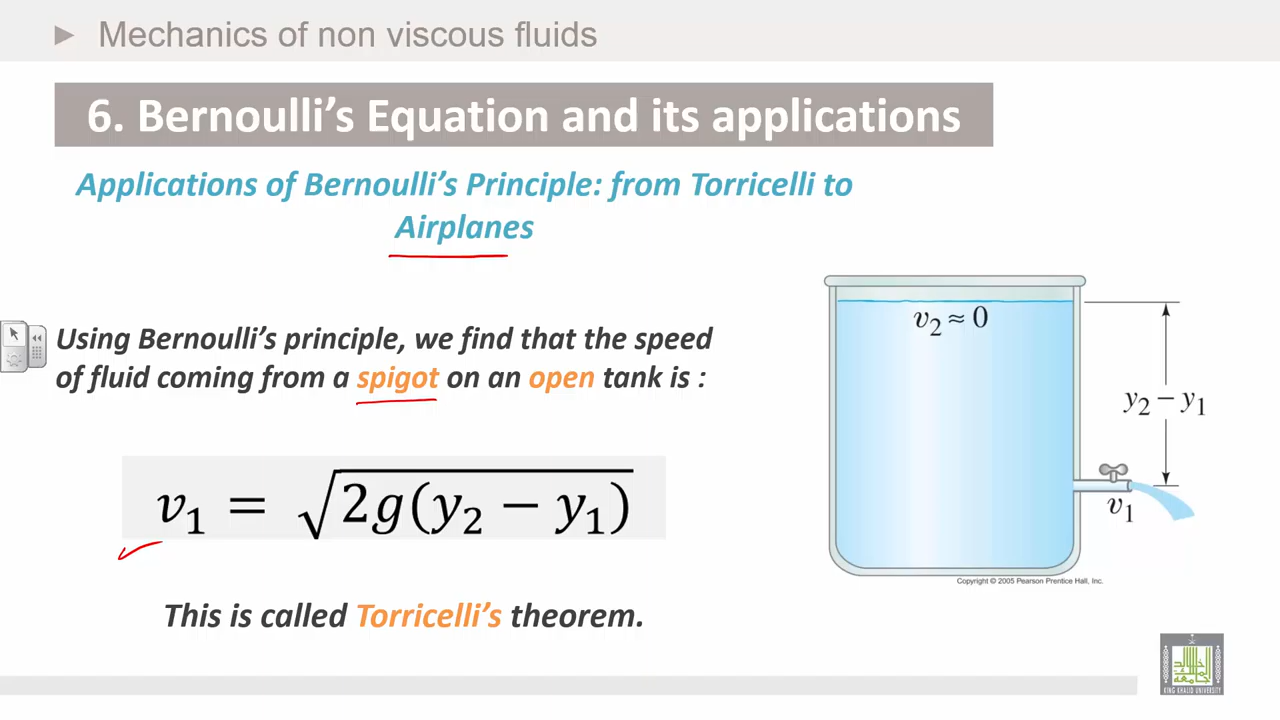 Mechanics of non viscous fluids
6. Bernoulli's Equation and its applications
Applications of Bernoulli's Principle: from Torricelli to
Airplanes
Using Bernoulli's principle, we find that the speed
of fluid coming from a spigot on an open tank is :
v₁ = √2g(y₂ − y₁)
This is called Torricelli's theorem.
v₂ ≈ 0
y₂ − y₁
v₁
Copyright © 2005 Pearson Prentice Hall, Inc.
KING KHALID UNIVERSITY